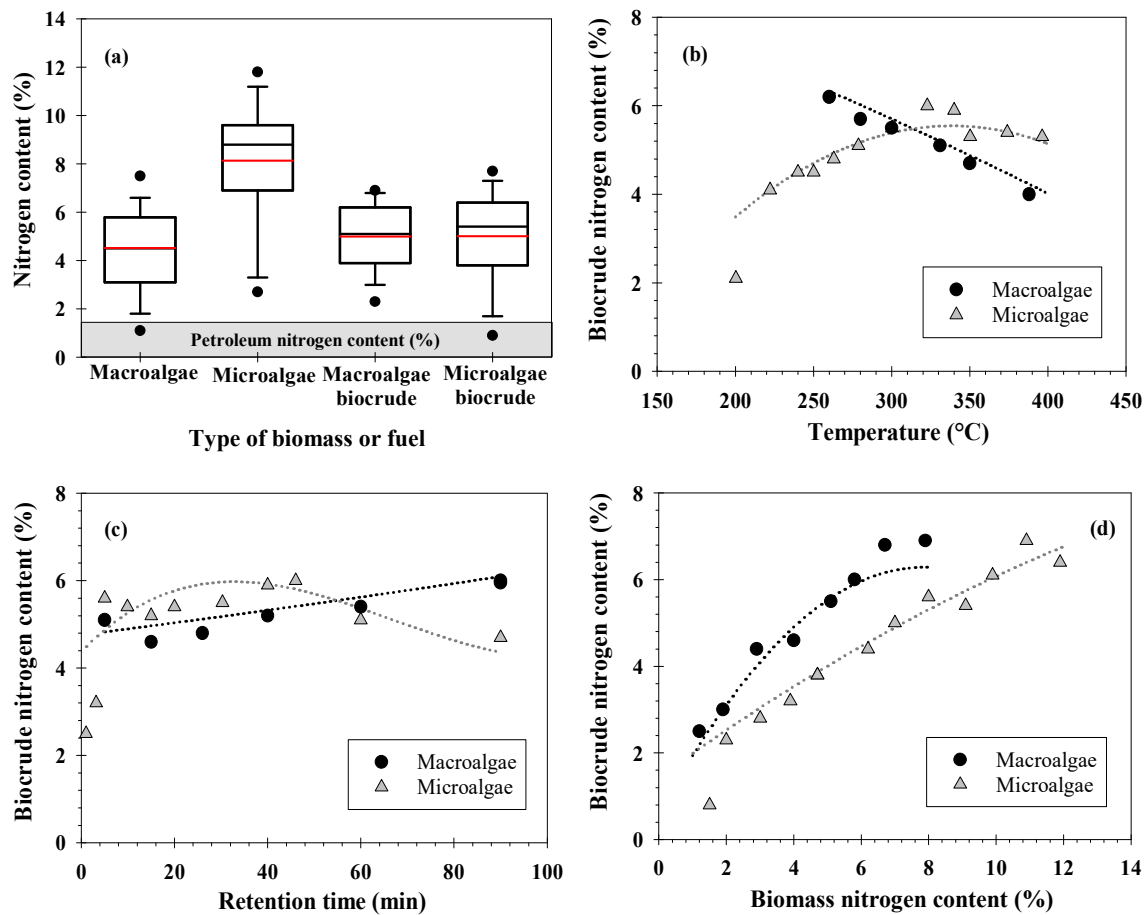 (a)
Nitrogen content (%)
14
12
10
8
6
4
2
0
Petroleum nitrogen content (%)
Macroalgae
Microalgae
Macroalgae
biocrude
Microalgae
biocrude
Type of biomass or fuel
(b)
Biocrude nitrogen content (%)
8
6
4
2
0
Macroalgae
Microalgae
150 200 250 300 350 400 450
Temperature (°C)
(c)
Biocrude nitrogen content (%)
8
6
4
2
0
Macroalgae
Microalgae
0 20 40 60 80 100
Retention time (min)
(d)
Biocrude nitrogen content (%)
8
6
4
2
0
Macroalgae
Microalgae
0 2 4 6 8 10 12 14
Biomass nitrogen content (%)